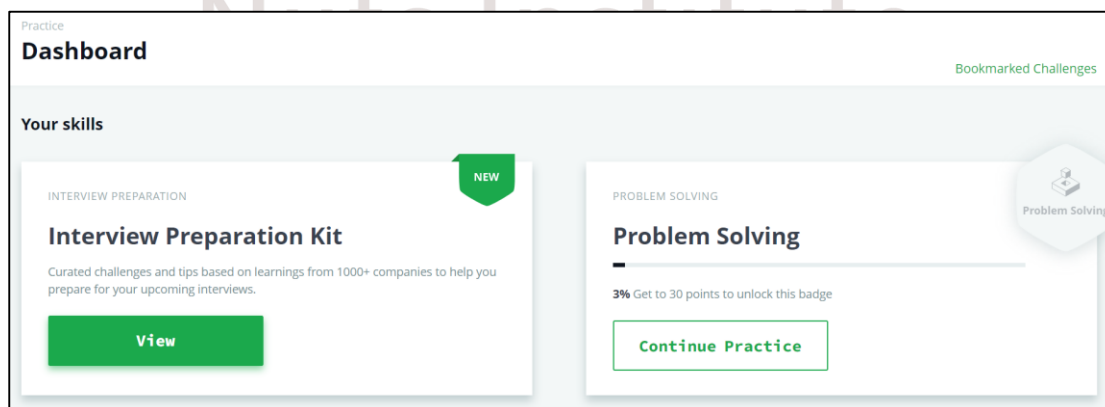 Practice
Dashboard
Bookmarked Challenges
Your skills
NEW
INTERVIEW PREPARATION
Interview Preparation Kit
Curated challenges and tips based on learnings from 1000+ companies to help you
prepare for your upcoming interviews.
View
PROBLEM SOLVING
Problem Solving
Problem Solving
3% Get to 30 points to unlock this badge
Continue Practice